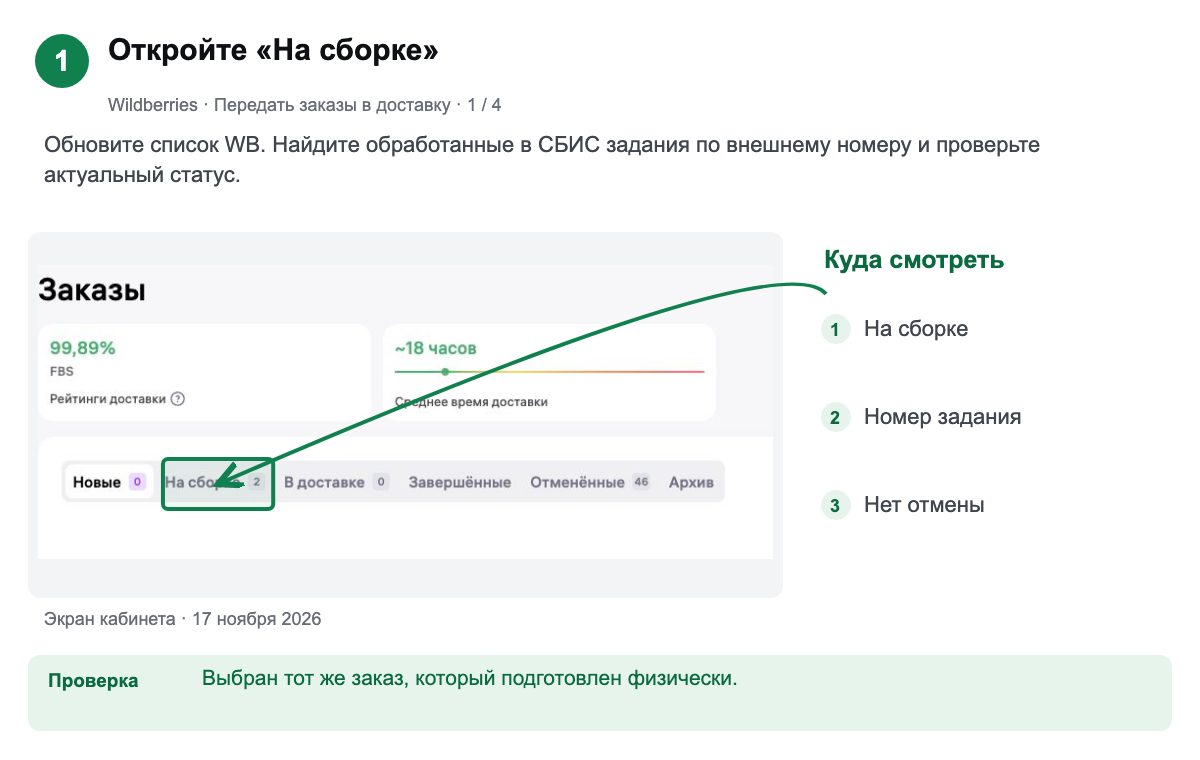 1
Откройте «На сборке»
Wildberries · Передать заказы в доставку · 1 / 4
Обновите список WB. Найдите обработанные в СБИС задания по внешнему номеру и проверьте
актуальный статус.
Заказы
99,89%
FBS
Рейтинги доставки ?
~18 часов
Среднее время доставки
Новые 0 На сборке 2 В доставке 0 Завершённые Отменённые 46 Архив
Куда смотреть
1 На сборке
2 Номер задания
3 Нет отмены
Экран кабинета · 17 ноября 2026
Проверка Выбран тот же заказ, который подготовлен физически.